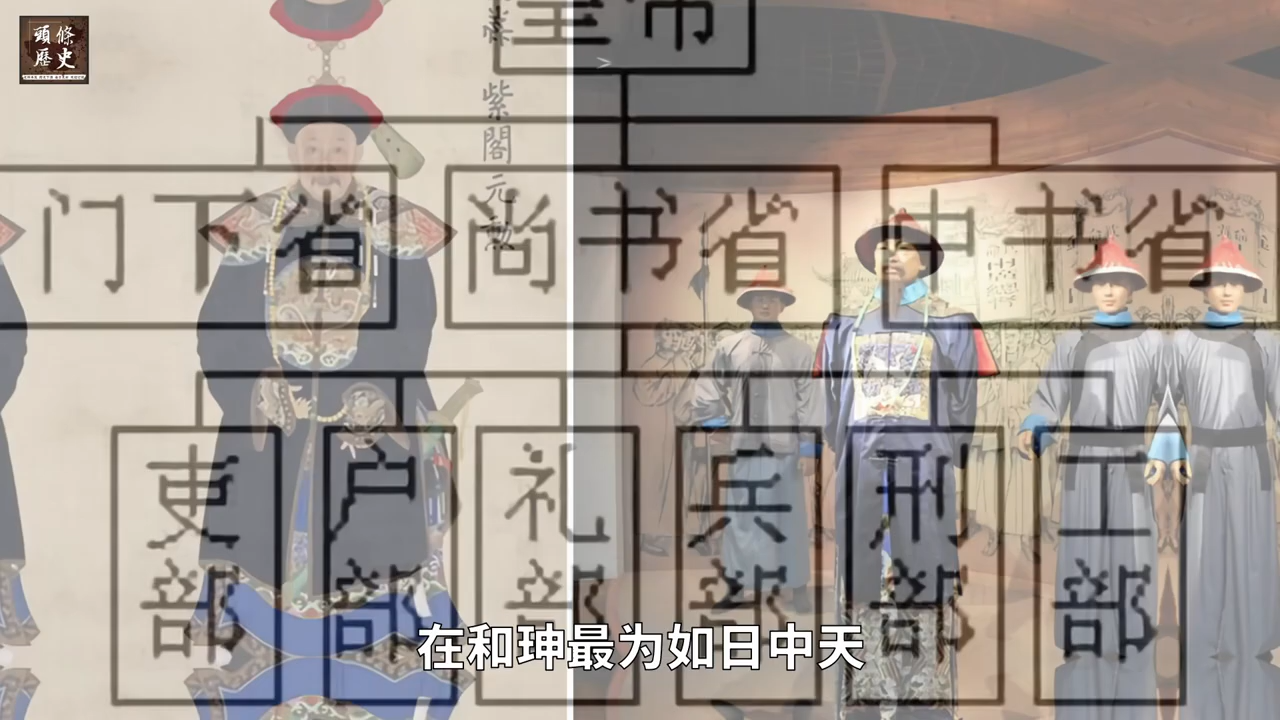 頭條
歷史
皇帝
紫閣元勳
门下省
尚书省
中书省
吏部
户部
礼部
兵部
刑部
工部
在和珅最为如日中天